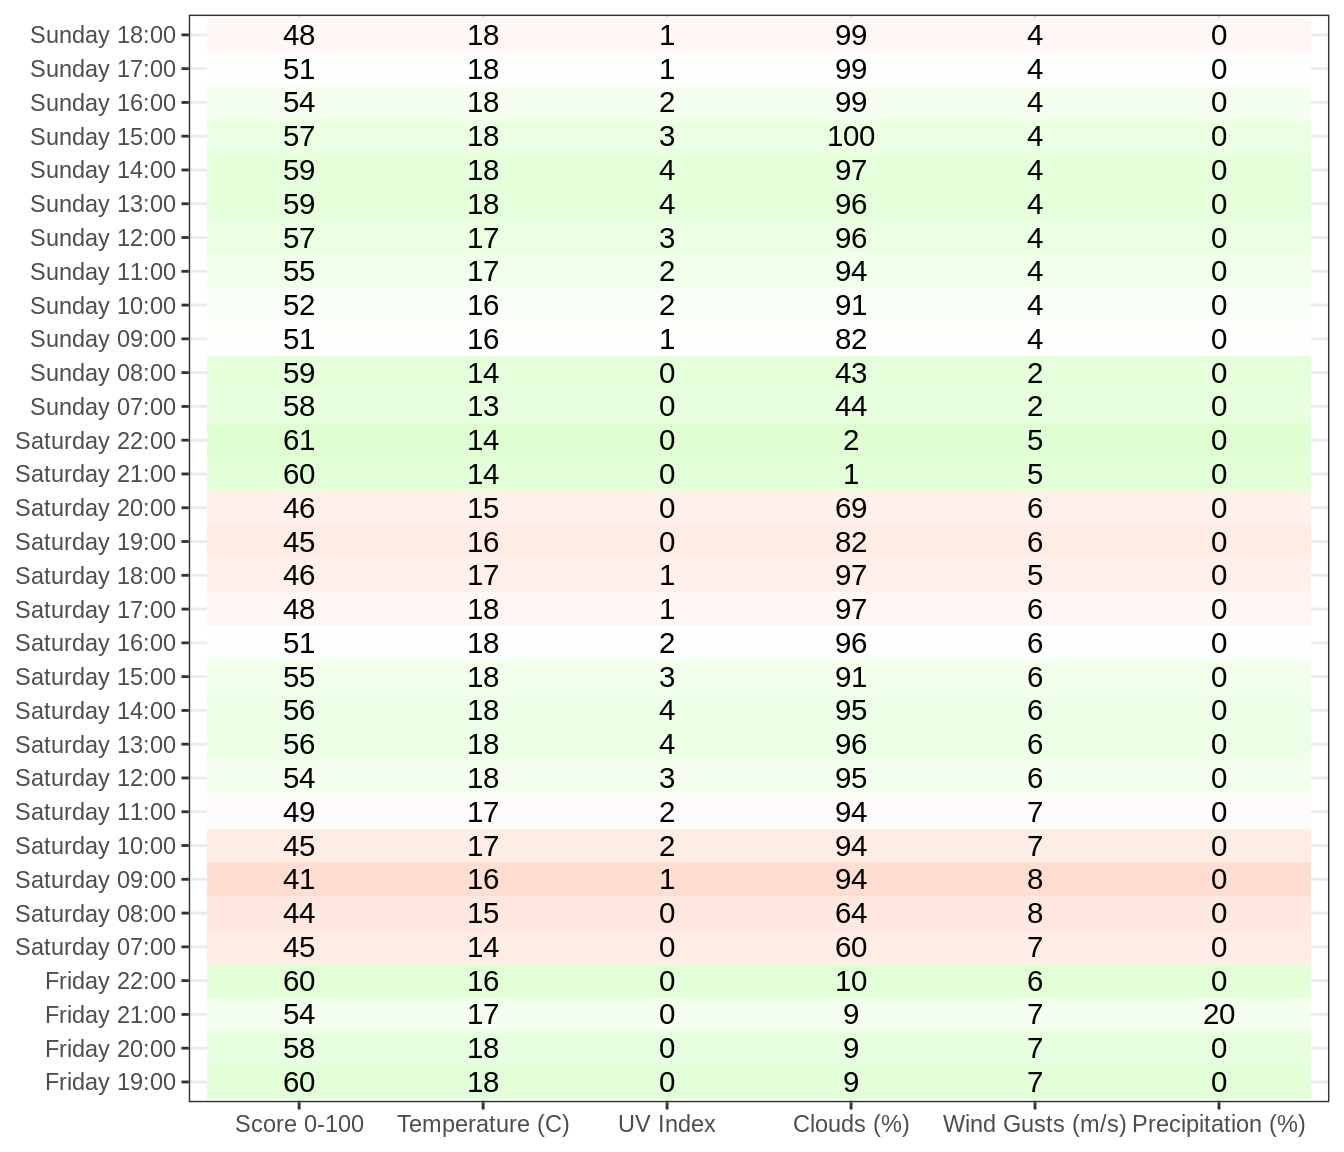 Sunday 18:00 48 18 1 99 4 0
Sunday 17:00 51 18 1 99 4 0
Sunday 16:00 54 18 2 99 4 0
Sunday 15:00 57 18 3 100 4 0
Sunday 14:00 59 18 4 97 4 0
Sunday 13:00 59 18 4 96 4 0
Sunday 12:00 57 17 3 96 4 0
Sunday 11:00 55 17 2 94 4 0
Sunday 10:00 52 16 2 91 4 0
Sunday 09:00 51 16 1 82 4 0
Sunday 08:00 59 14 0 43 2 0
Sunday 07:00 58 13 0 44 2 0
Saturday 22:00 61 14 0 2 5 0
Saturday 21:00 60 14 0 1 5 0
Saturday 20:00 46 15 0 69 6 0
Saturday 19:00 45 16 0 82 6 0
Saturday 18:00 46 17 1 97 5 0
Saturday 17:00 48 18 1 97 6 0
Saturday 16:00 51 18 2 96 6 0
Saturday 15:00 55 18 3 91 6 0
Saturday 14:00 56 18 4 95 6 0
Saturday 13:00 56 18 4 96 6 0
Saturday 12:00 54 18 3 95 6 0
Saturday 11:00 49 17 2 94 7 0
Saturday 10:00 45 17 2 94 7 0
Saturday 09:00 41 16 1 94 8 0
Saturday 08:00 44 15 0 64 8 0
Saturday 07:00 45 14 0 60 7 0
Friday 22:00 60 16 0 10 6 0
Friday 21:00 54 17 0 9 7 20
Friday 20:00 58 18 0 9 7 0
Friday 19:00 60 18 0 9 7 0
Score 0-100 Temperature (C) UV Index Clouds (%) Wind Gusts (m/s) Precipitation (%)